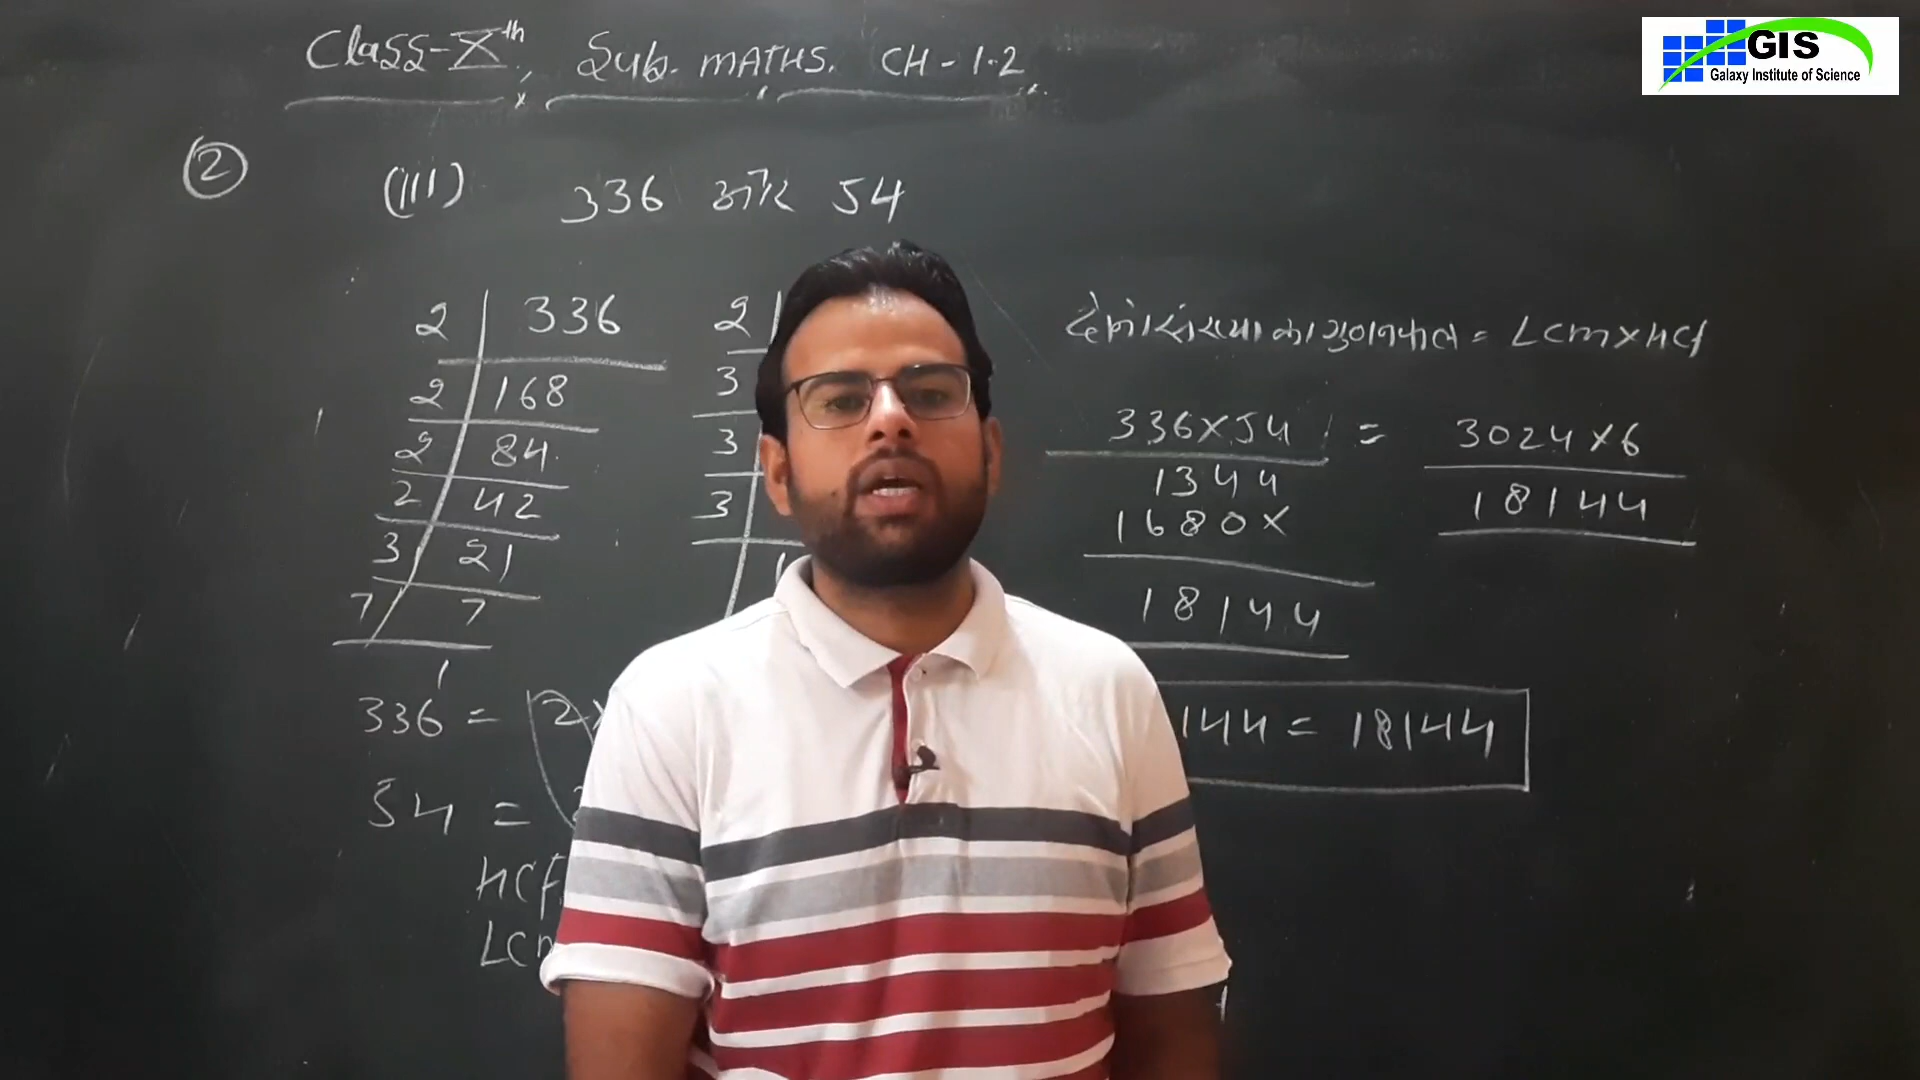 Class-Xth, Sub. MATHS. CH-1.2
GIS
Galaxy Institute of Science
② (iii) 336 और 54
2 336
2 168
2 84
2 42
3 21
7 7
1
2
3
3
3
1
336 = 2×
54 =
HCF
LCM
दोनों संख्या का गुणनफल = LCM×HCF
336×54 = 3024×6
1344
1680×
18144
18144
144 = 18144